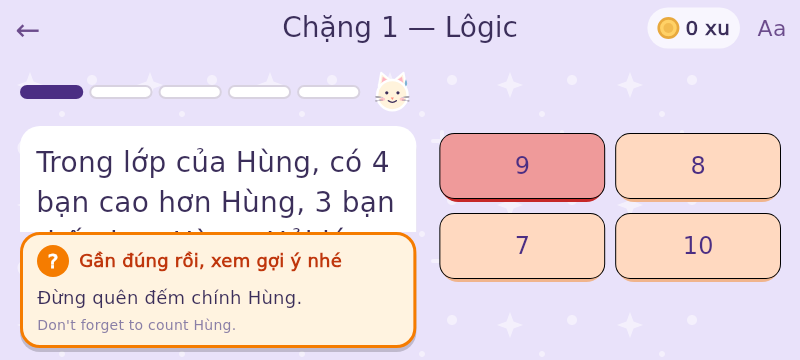 ←
Chặng 1 — Lôgic
0 xu
Aa
Trong lớp của Hùng, có 4
bạn cao hơn Hùng, 3 bạn
?
Gần đúng rồi, xem gợi ý nhé
Đừng quên đếm chính Hùng.
Don't forget to count Hùng.
9
8
7
10